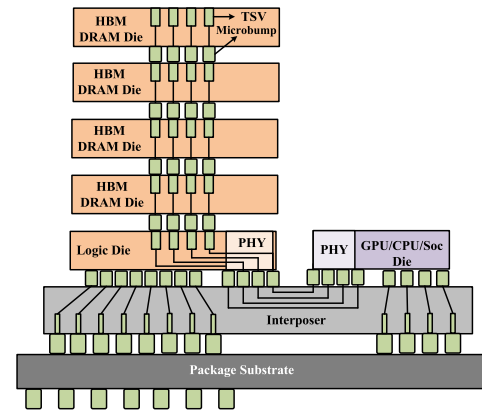 HBM
DRAM Die
TSV
Microbump
HBM
DRAM Die
HBM
DRAM Die
HBM
DRAM Die
Logic Die
PHY
PHY
GPU/CPU/Soc
Die
Interposer
Package Substrate